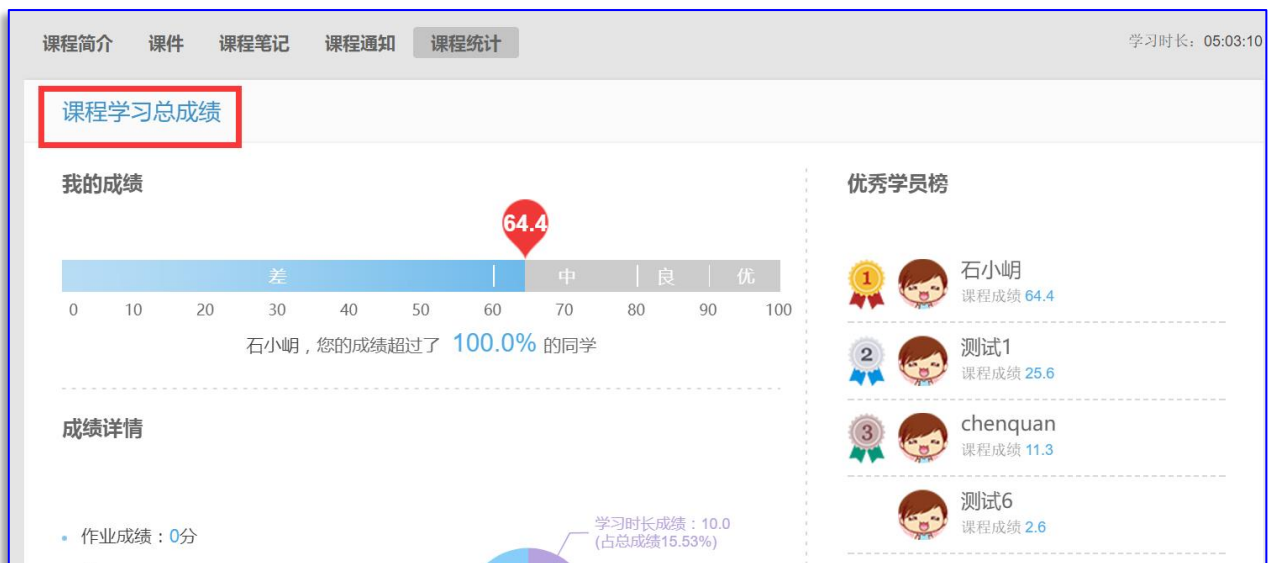 课程简介 课件 课程笔记 课程通知 课程统计 学习时长：05:03:10
课程学习总成绩
我的成绩
64.4
差 中 良 优
0 10 20 30 40 50 60 70 80 90 100
石小岄，您的成绩超过了 100.0% 的同学
成绩详情
作业成绩：0分
学习时长成绩：10.0
(占总成绩15.53%)
优秀学员榜
1
石小岄
课程成绩 64.4
2
测试1
课程成绩 25.6
3
chenquan
课程成绩 11.3
测试6
课程成绩 2.6